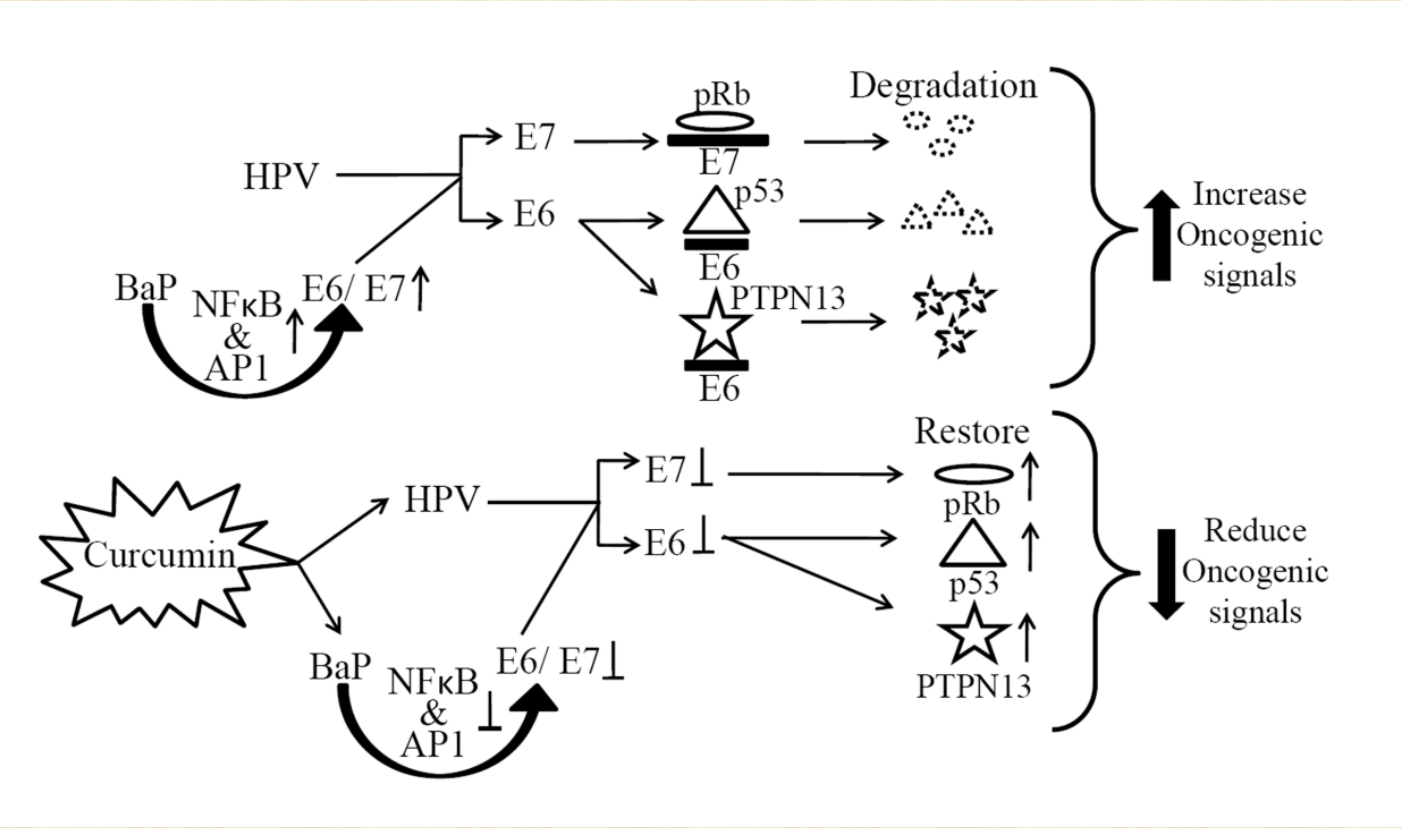 Degradation
pRb
E7
E7
HPV
p53
E6
E6
Increase
Oncogenic
signals
BaP
NFκB
&
AP1
E6/ E7
PTPN13
E6
Restore
E7
HPV
pRb
E6
Curcumin
p53
Reduce
Oncogenic
signals
BaP
NFκB
&
AP1
E6/ E7
PTPN13